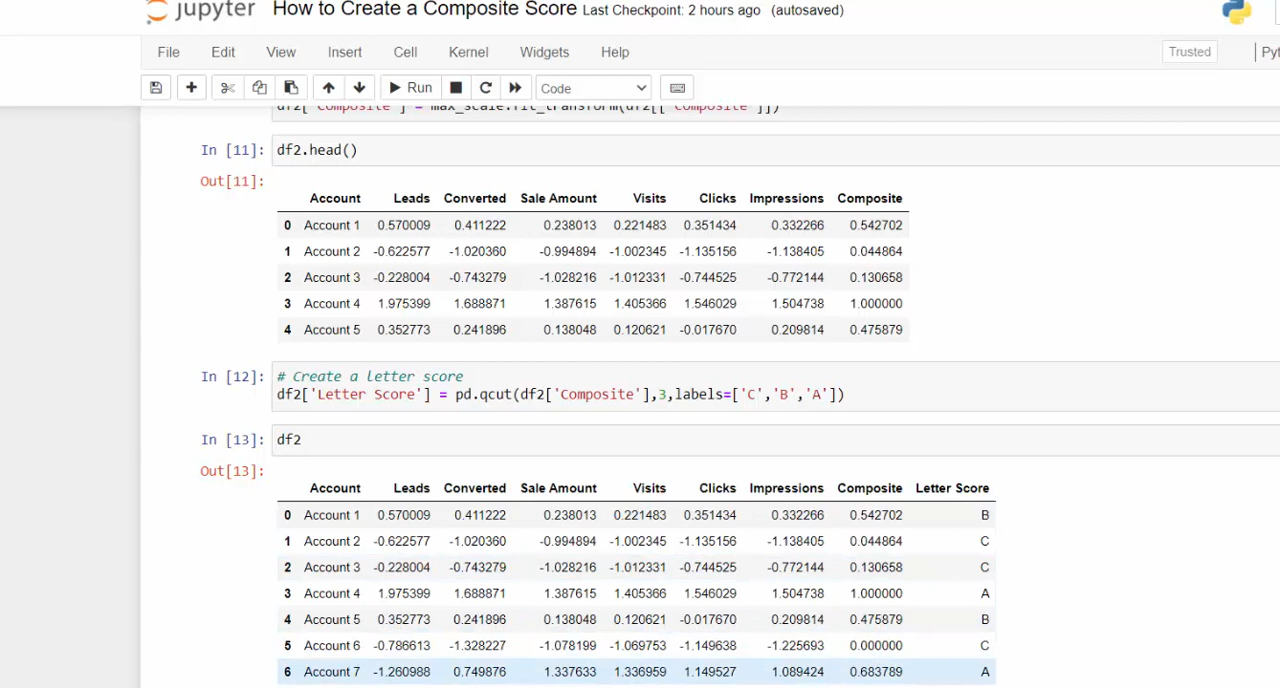 jupyter How to Create a Composite Score Last Checkpoint: 2 hours ago (autosaved)
File Edit View Insert Cell Kernel Widgets Help Trusted
Run Code
df2['Composite'] = max_scale.fit_transform(df2[['Composite']])
In [11]: df2.head()
Out[11]:
Account Leads Converted Sale Amount Visits Clicks Impressions Composite
0 Account 1 0.570009 0.411222 0.238013 0.221483 0.351434 0.332266 0.542702
1 Account 2 -0.622577 -1.020360 -0.994894 -1.002345 -1.135156 -1.138405 0.044864
2 Account 3 -0.228004 -0.743279 -1.028216 -1.012331 -0.744525 -0.772144 0.130658
3 Account 4 1.975399 1.688871 1.387615 1.405366 1.546029 1.504738 1.000000
4 Account 5 0.352773 0.241896 0.138048 0.120621 -0.017670 0.209814 0.475879
In [12]: # Create a letter score
df2['Letter Score'] = pd.qcut(df2['Composite'],3,labels=['C','B','A'])
In [13]: df2
Out[13]:
Account Leads Converted Sale Amount Visits Clicks Impressions Composite Letter Score
0 Account 1 0.570009 0.411222 0.238013 0.221483 0.351434 0.332266 0.542702 B
1 Account 2 -0.622577 -1.020360 -0.994894 -1.002345 -1.135156 -1.138405 0.044864 C
2 Account 3 -0.228004 -0.743279 -1.028216 -1.012331 -0.744525 -0.772144 0.130658 C
3 Account 4 1.975399 1.688871 1.387615 1.405366 1.546029 1.504738 1.000000 A
4 Account 5 0.352773 0.241896 0.138048 0.120621 -0.017670 0.209814 0.475879 B
5 Account 6 -0.786613 -1.328227 -1.078199 -1.069753 -1.149638 -1.225693 0.000000 C
6 Account 7 -1.260988 0.749876 1.337633 1.336959 1.149527 1.089424 0.683789 A